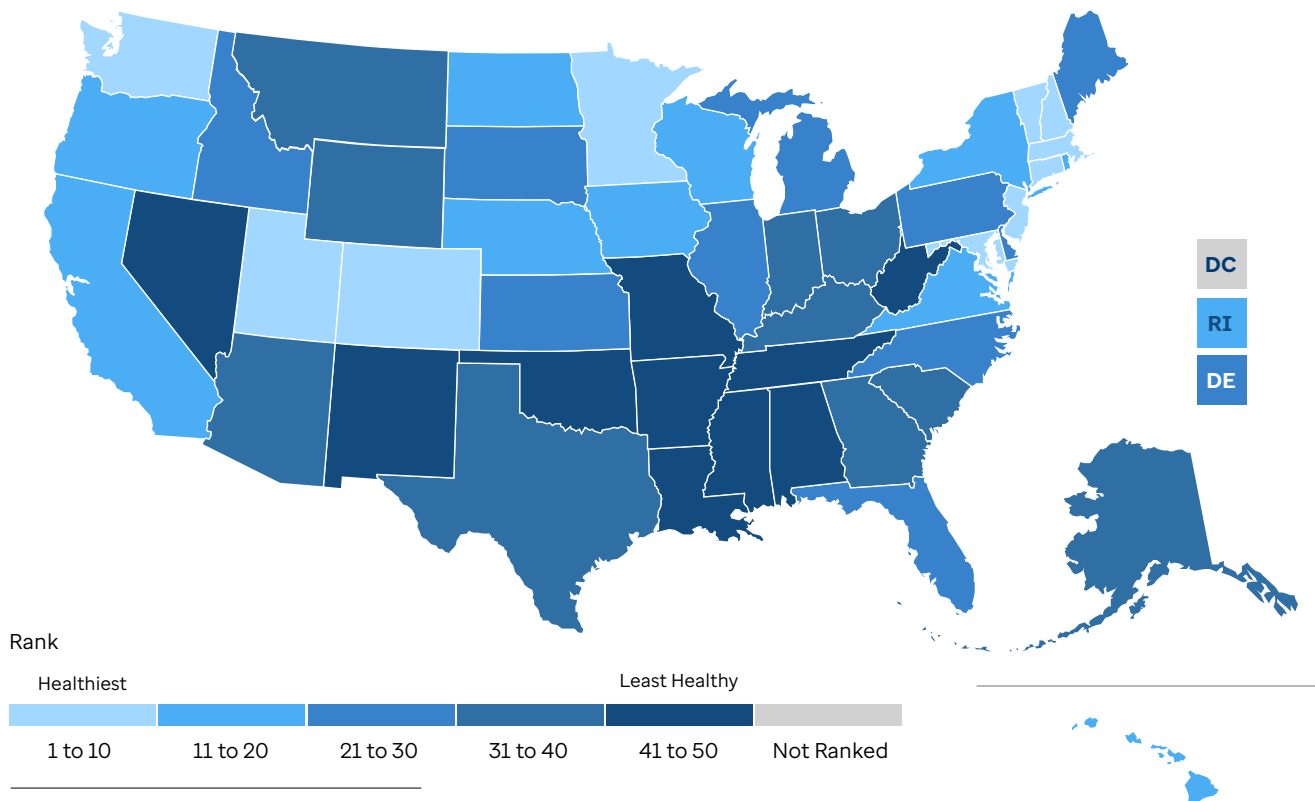 DC
RI
DE
Rank
Healthiest
Least Healthy
1 to 10
11 to 20
21 to 30
31 to 40
41 to 50
Not Ranked